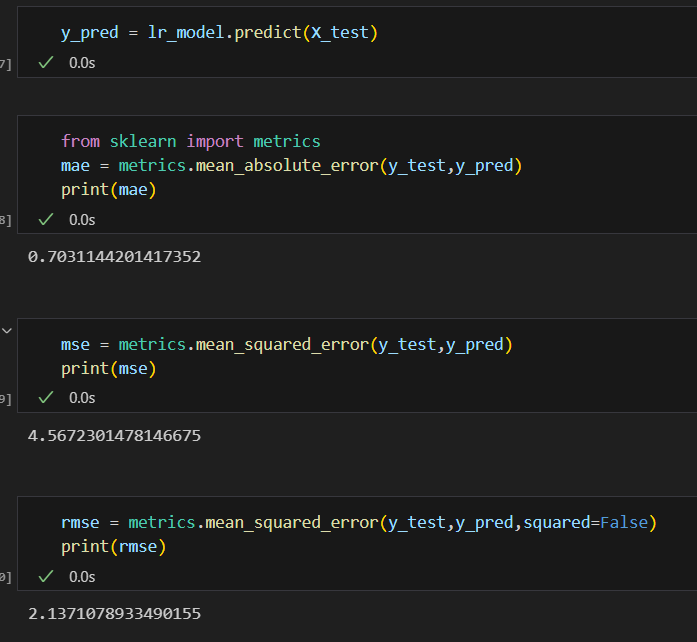 y_pred = lr_model.predict(X_test)
7]
0.0s
from sklearn import metrics
mae = metrics.mean_absolute_error(y_test,y_pred)
print(mae)
8]
0.0s
0.7031144201417352
mse = metrics.mean_squared_error(y_test,y_pred)
print(mse)
9]
0.0s
4.5672301478146675
rmse = metrics.mean_squared_error(y_test,y_pred,squared=False)
print(rmse)
0]
0.0s
2.1371078933490155